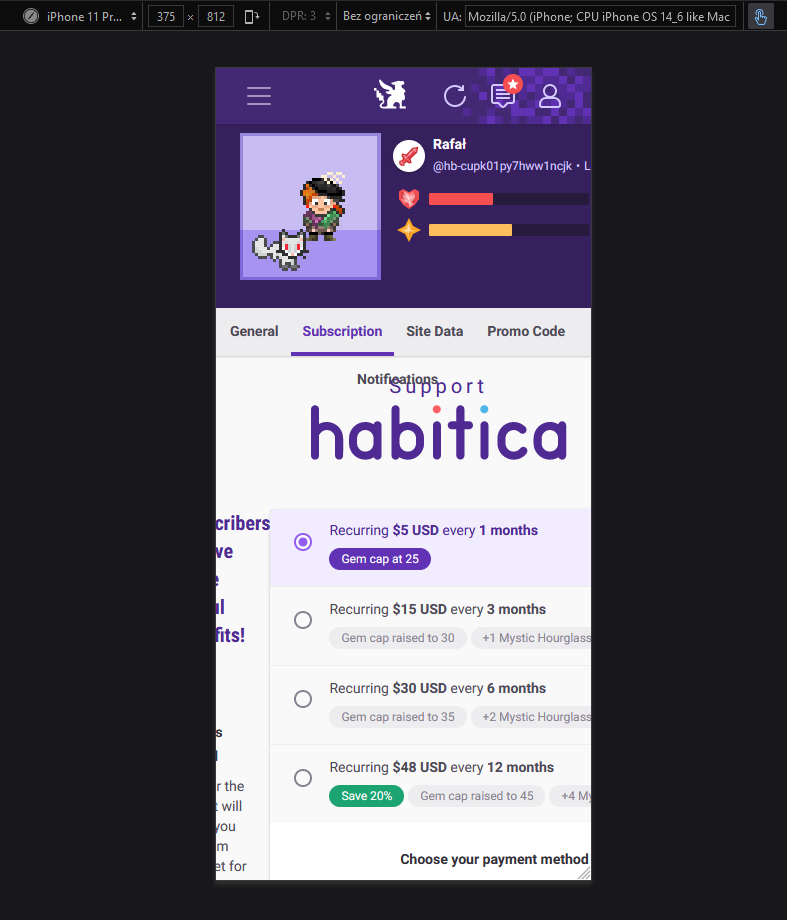 iPhone 11 Pr...
375 × 812
DPR: 3
Bez ograniczeń
UA: Mozilla/5.0 (iPhone; CPU iPhone OS 14_6 like Mac
Rafał
@hb-cupk01py7hww1ncjk • L
General Subscription Site Data Promo Code
Notifications
Support
habitica
cribers
ve
e
ul
fits!
s
r the
t will
you
m
et for
Recurring $5 USD every 1 months
Gem cap at 25
Recurring $15 USD every 3 months
Gem cap raised to 30 +1 Mystic Hourglass
Recurring $30 USD every 6 months
Gem cap raised to 35 +2 Mystic Hourglass
Recurring $48 USD every 12 months
Save 20% Gem cap raised to 45 +4 My
Choose your payment method